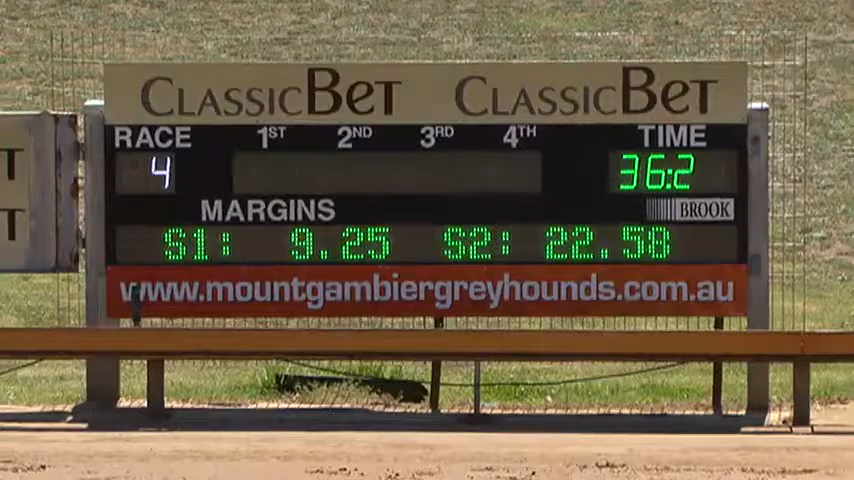 CLASSICBET CLASSICBET
RACE 1ST 2ND 3RD 4TH TIME
4 36:2
MARGINS BROOK
S1: 9.25 S2: 22.50
www.mountgambiergreyhounds.com.au
T
T